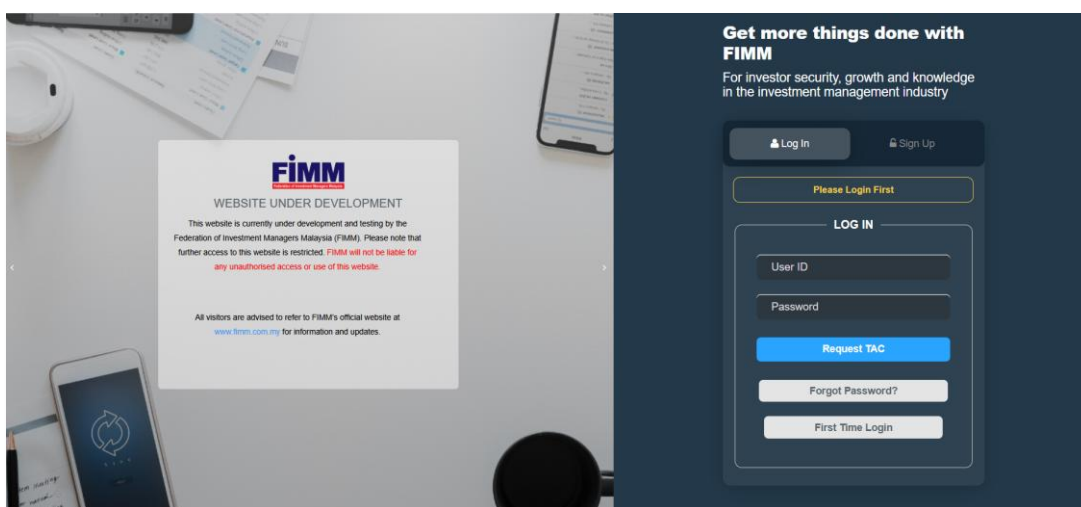 FiMM
Federation of Investment Managers Malaysia
WEBSITE UNDER DEVELOPMENT
This website is currently under development and testing by the
Federation of Investment Managers Malaysia (FIMM). Please note that
further access to this website is restricted. FIMM will not be liable for
any unauthorised access or use of this website.
All visitors are advised to refer to FIMM's official website at
www.fimm.com.my for information and updates.
Get more things done with
FIMM
For investor security, growth and knowledge
in the investment management industry
Log In
Sign Up
Please Login First
LOG IN
User ID
Password
Request TAC
Forgot Password?
First Time Login